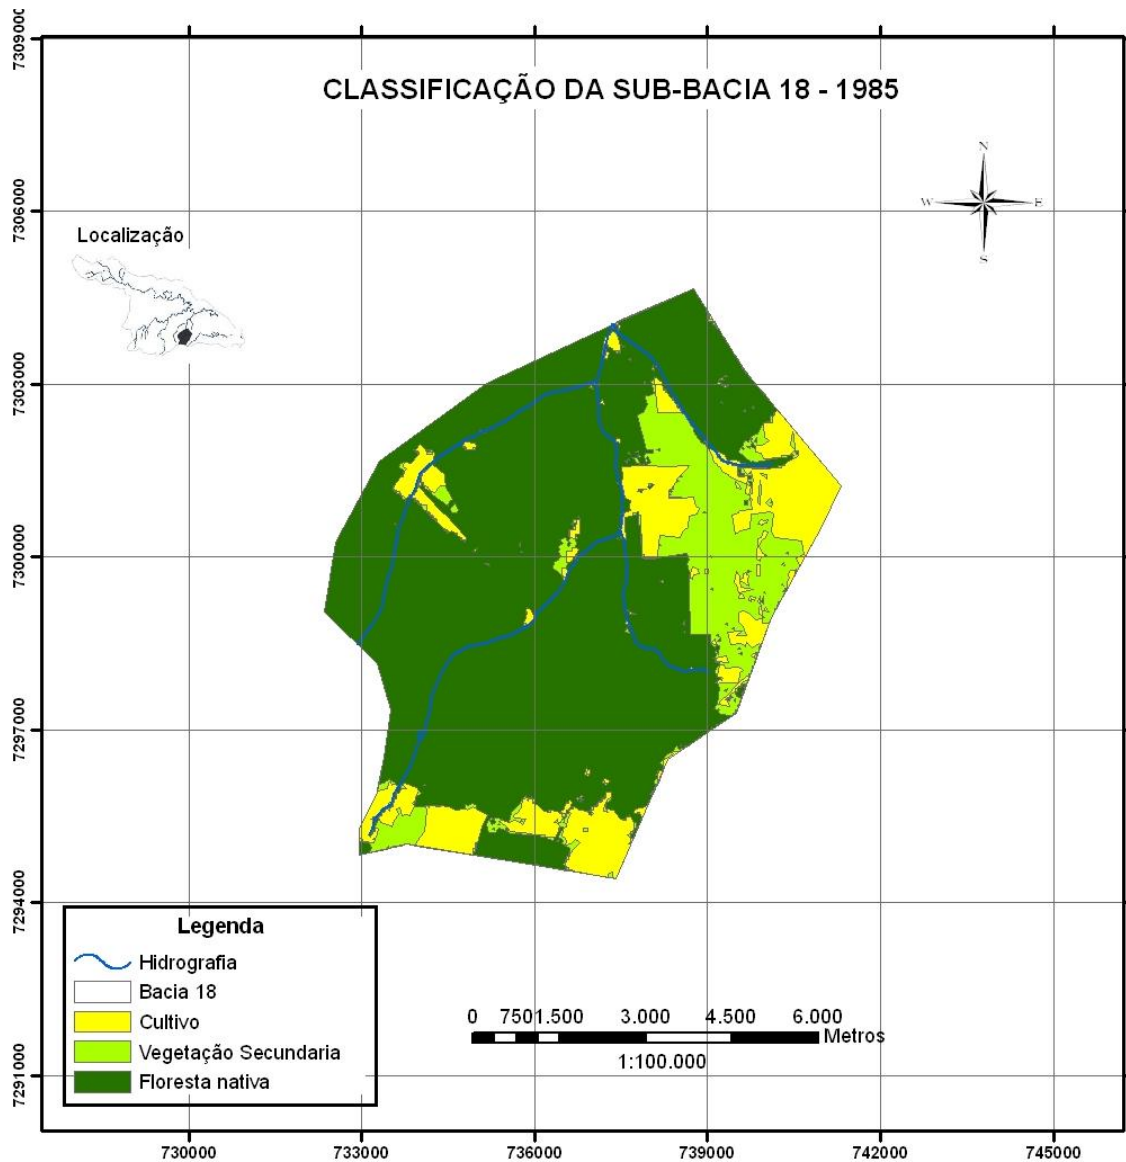 CLASSIFICAÇÃO DA SUB-BACIA 18 - 1985
N
W E
S
Localização
7309000
7306000
7303000
7300000
7297000
7294000
7291000
Legenda
Hidrografia
Bacia 18
Cultivo
Vegetação Secundaria
Floresta nativa
0 750 1.500 3.000 4.500 6.000
Metros
1:100.000
730000 733000 736000 739000 742000 745000